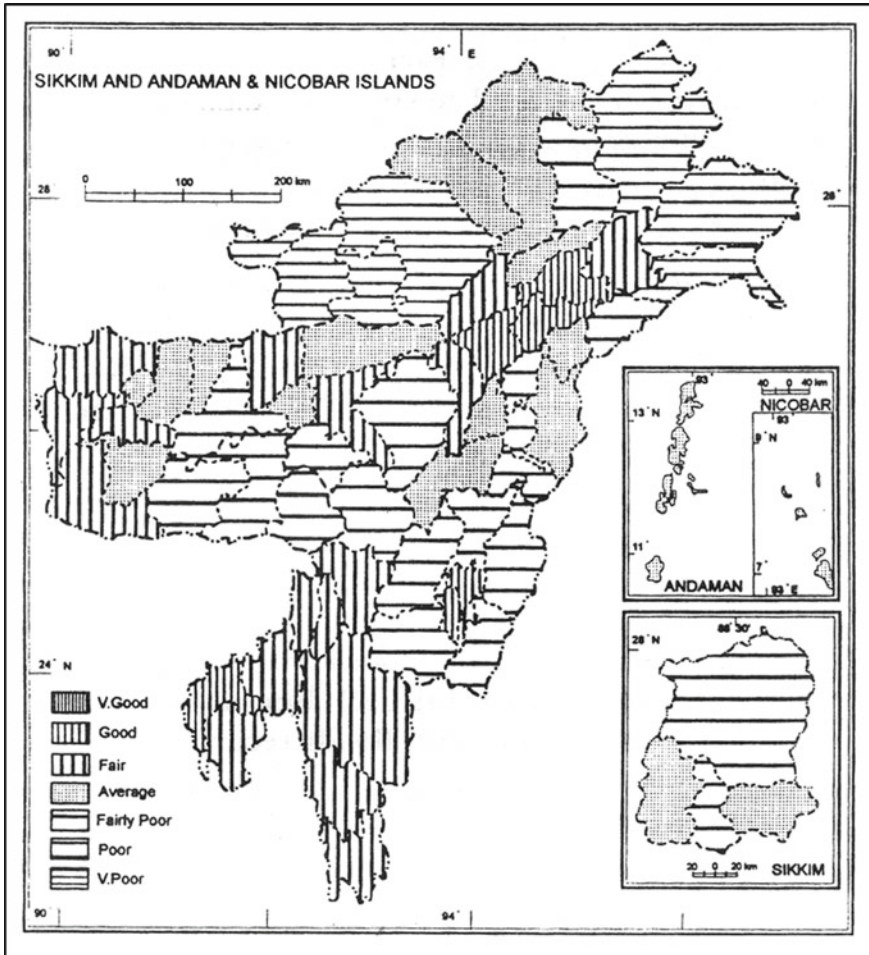 90°
94° E
SIKKIM AND ANDAMAN & NICOBAR ISLANDS
0 100 200 km
28°
28°
93
40 0 40 km
NICOBAR
93
13° N
9° N
11°
7°
93° E
ANDAMAN
88° 30'
28° N
20 0 20 km
SIKKIM
24° N
V.Good
Good
Fair
Average
Fairty Poor
Poor
V.Poor
90°
94°